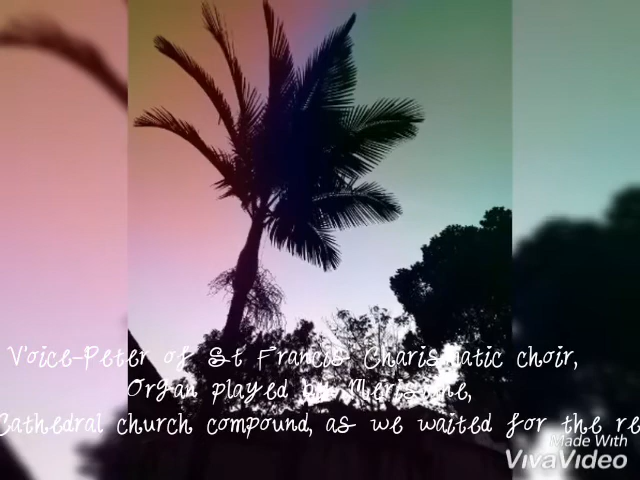 Voice-Peter of St Francis Charismatic choir,
Organ played by
Cathedral church compound, as we waited for the re
Made With
VivaVideo